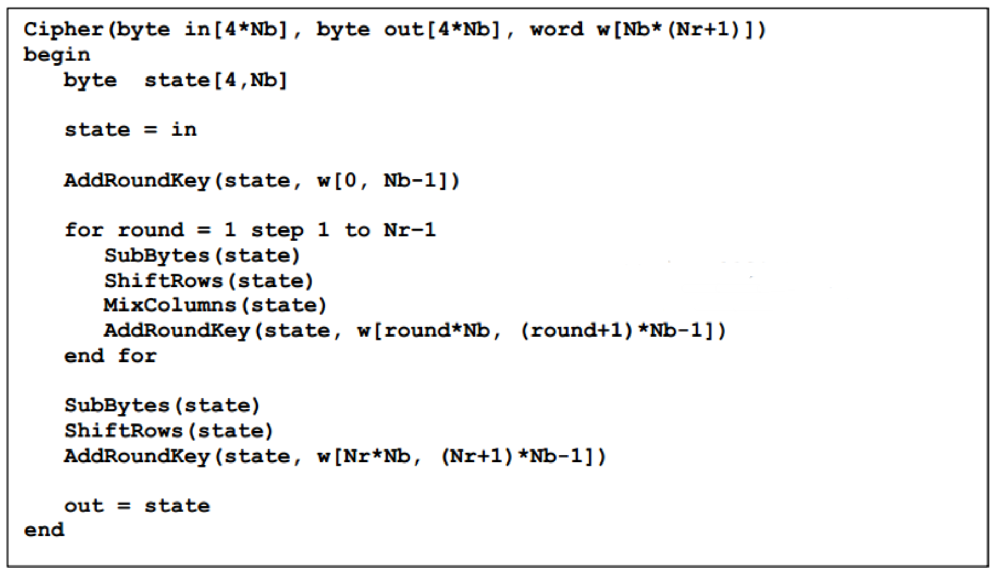 Cipher(byte in[4*Nb], byte out[4*Nb], word w[Nb*(Nr+1)])
begin
byte state[4,Nb]
state = in
AddRoundKey(state, w[0, Nb-1])
for round = 1 step 1 to Nr–1
SubBytes(state)
ShiftRows(state)
MixColumns(state)
AddRoundKey(state, w[round*Nb, (round+1)*Nb-1])
end for
SubBytes(state)
ShiftRows(state)
AddRoundKey(state, w[Nr*Nb, (Nr+1)*Nb-1])
out = state
end